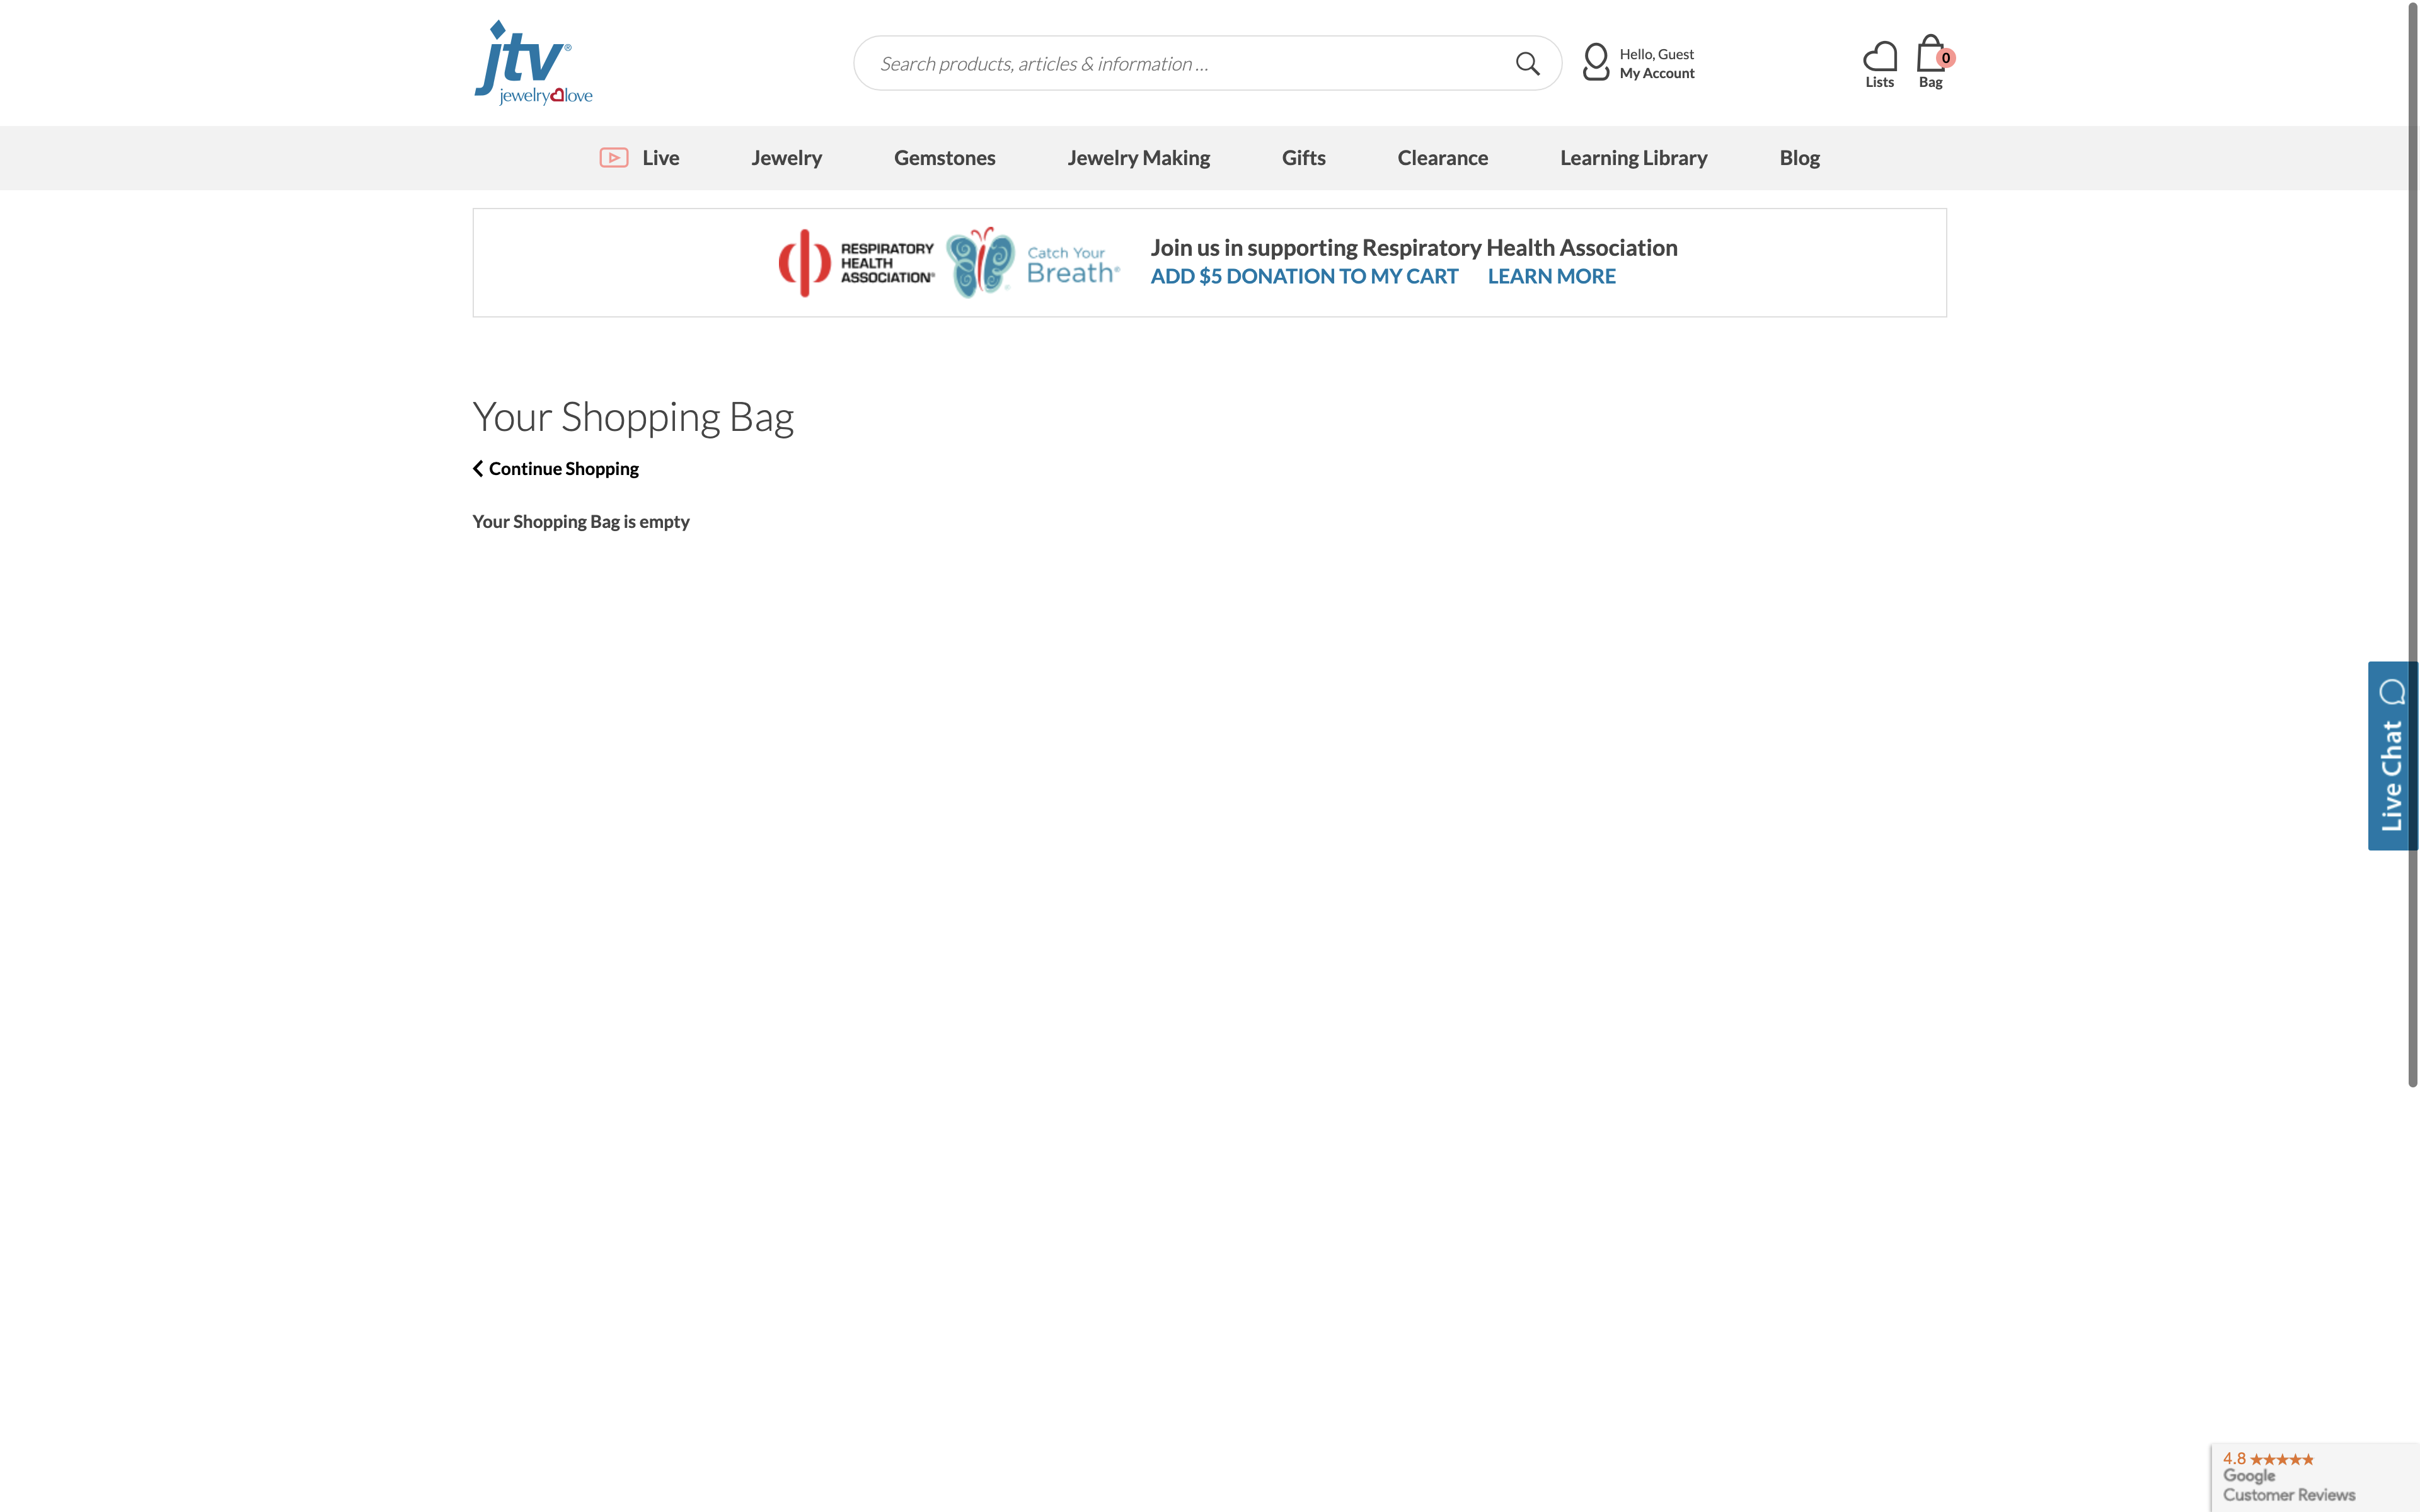 jtv®
jewelry love
Search products, articles & information ...
Hello, Guest
My Account
Lists
0
Bag
Live
Jewelry
Gemstones
Jewelry Making
Gifts
Clearance
Learning Library
Blog
RESPIRATORY
HEALTH
ASSOCIATION®
Catch Your
Breath®
Join us in supporting Respiratory Health Association
ADD $5 DONATION TO MY CART
LEARN MORE
Your Shopping Bag
Continue Shopping
Your Shopping Bag is empty
Live Chat
4.8 ★★★★★
Google
Customer Reviews